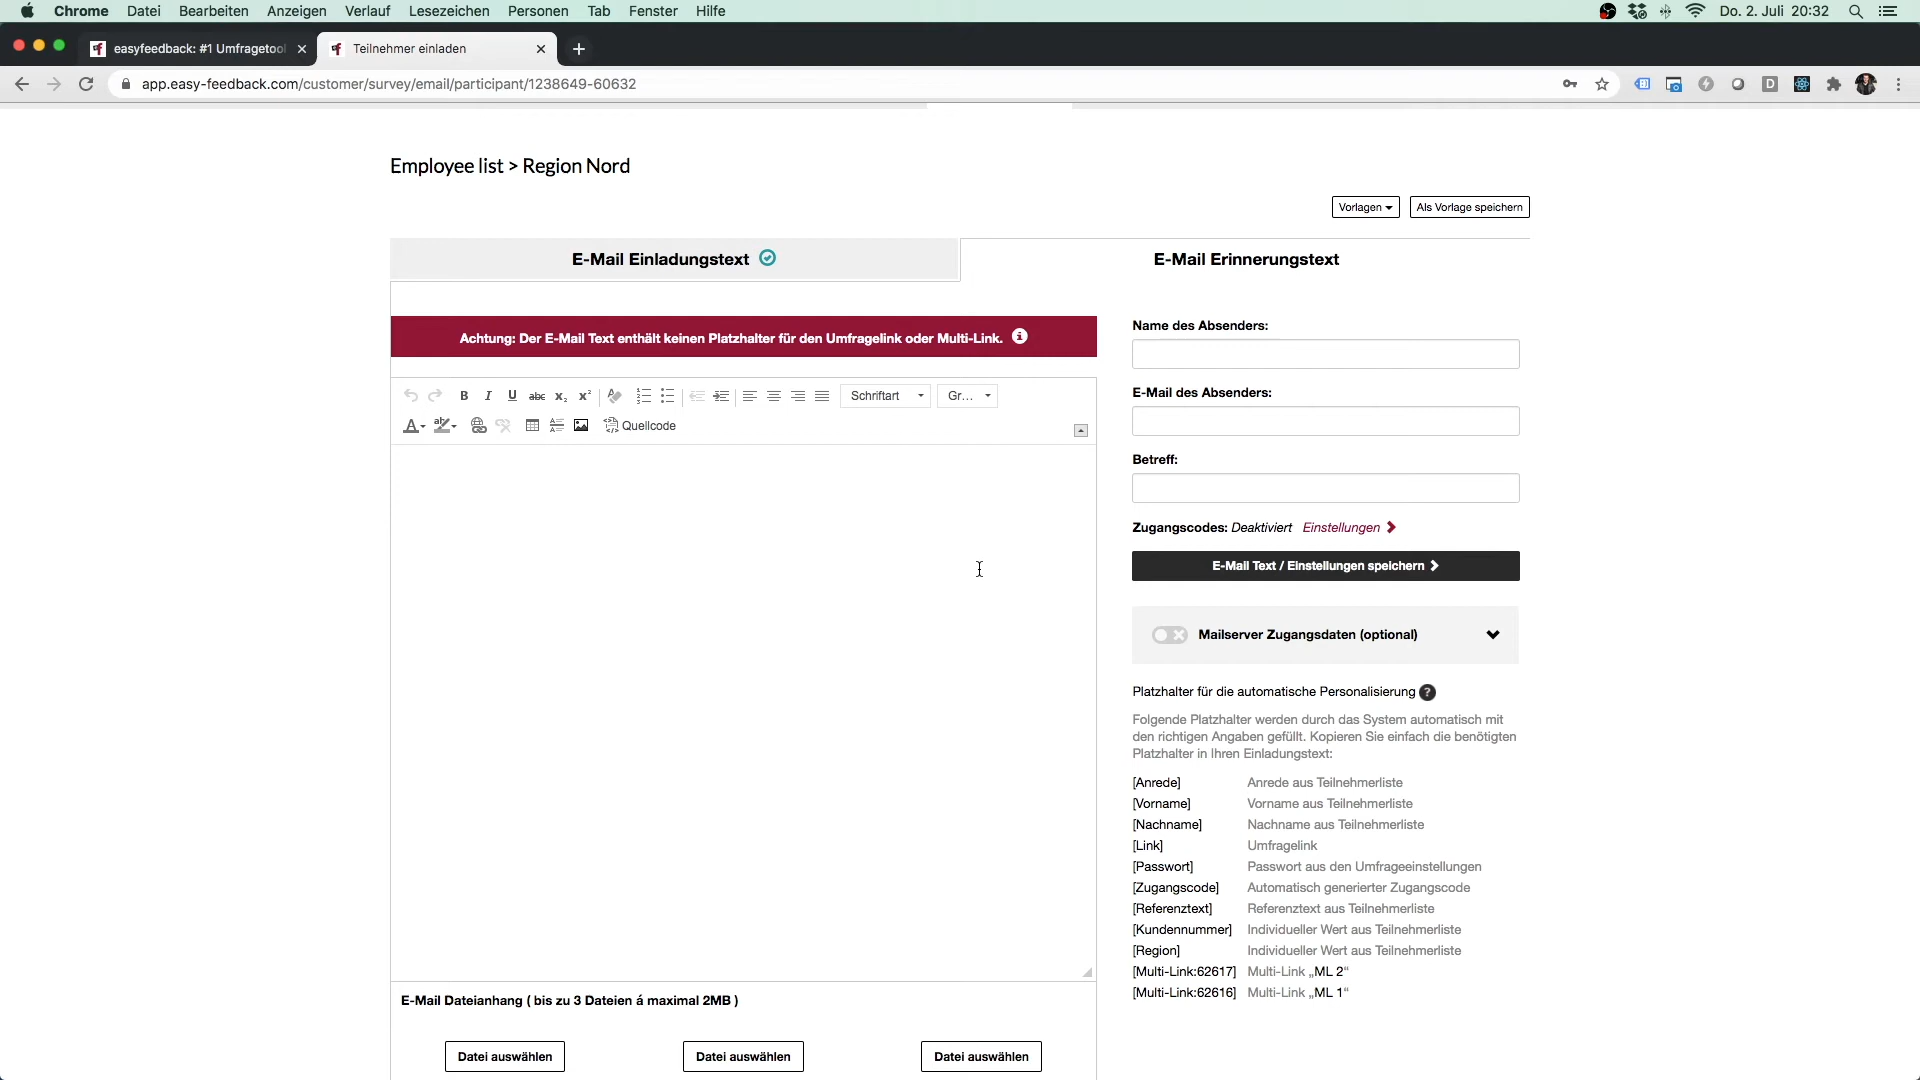 Chrome Datei Bearbeiten Anzeigen Verlauf Lesezeichen Personen Tab Fenster Hilfe Do. 2. Juli 20:32
easyfeedback: #1 Umfragetool Teilnehmer einladen
app.easy-feedback.com/customer/survey/email/participant/1238649-60632
Employee list > Region Nord
Vorlagen Als Vorlage speichern
E-Mail Einladungstext E-Mail Erinnerungstext
Achtung: Der E-Mail Text enthält keinen Platzhalter für den Umfragelink oder Multi-Link.
Schriftart Gr...
Quellcode
E-Mail Dateianhang ( bis zu 3 Dateien á maximal 2MB )
Datei auswählen Datei auswählen Datei auswählen
Name des Absenders:
E-Mail des Absenders:
Betreff:
Zugangscodes: Deaktiviert Einstellungen
E-Mail Text / Einstellungen speichern
Mailserver Zugangsdaten (optional)
Platzhalter für die automatische Personalisierung ?
Folgende Platzhalter werden durch das System automatisch mit
den richtigen Angaben gefüllt. Kopieren Sie einfach die benötigten
Platzhalter in Ihren Einladungstext:
[Anrede] Anrede aus Teilnehmerliste
[Vorname] Vorname aus Teilnehmerliste
[Nachname] Nachname aus Teilnehmerliste
[Link] Umfragelink
[Passwort] Passwort aus den Umfrageeinstellungen
[Zugangscode] Automatisch generierter Zugangscode
[Referenztext] Referenztext aus Teilnehmerliste
[Kundennummer] Individueller Wert aus Teilnehmerliste
[Region] Individueller Wert aus Teilnehmerliste
[Multi-Link:62617] Multi-Link „ML 2“
[Multi-Link:62616] Multi-Link „ML 1“